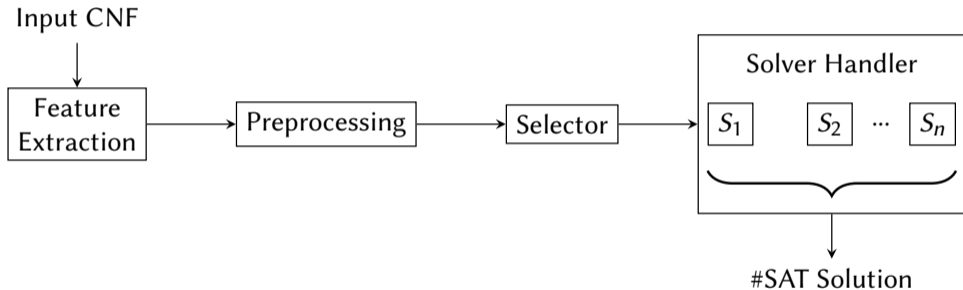 Input CNF
Feature
Extraction
Preprocessing
Selector
Solver Handler
S1 S2 ... Sn
#SAT Solution